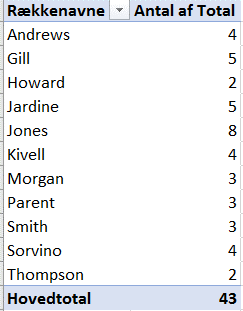 Rækkenavne Antal af Total
Andrews 4
Gill 5
Howard 2
Jardine 5
Jones 8
Kivell 4
Morgan 3
Parent 3
Smith 3
Sorvino 4
Thompson 2
Hovedtotal 43